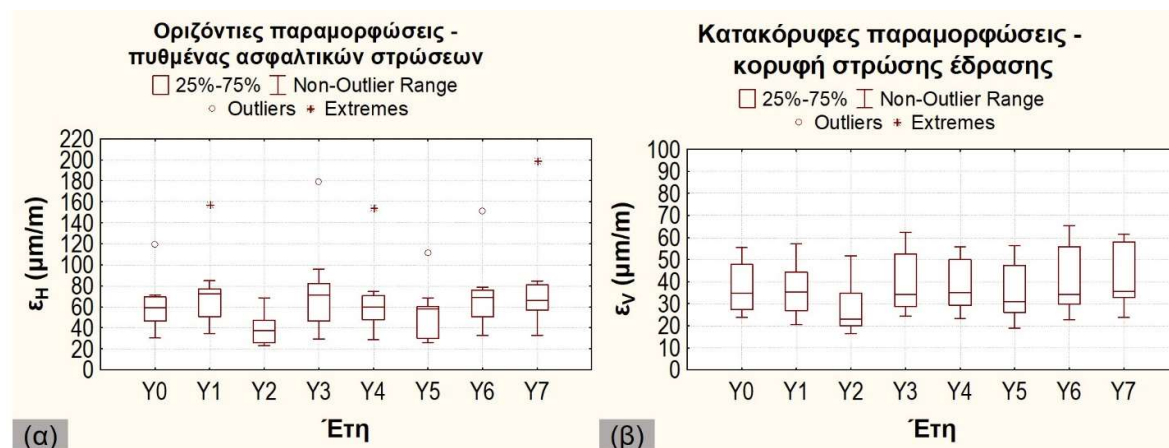 Οριζόντιες παραμορφώσεις -
πυθμένας ασφαλτικών στρώσεων
25%-75% Non-Outlier Range
Outliers Extremes
220
200
180
160
140
120
100
80
60
40
20
0
εH (μm/m)
Y0 Y1 Y2 Y3 Y4 Y5 Y6 Y7
Έτη
(α)
Κατακόρυφες παραμορφώσεις -
κορυφή στρώσης έδρασης
25%-75% Non-Outlier Range
Outliers Extremes
100
90
80
70
60
50
40
30
20
10
0
εV (μm/m)
Y0 Y1 Y2 Y3 Y4 Y5 Y6 Y7
Έτη
(β)